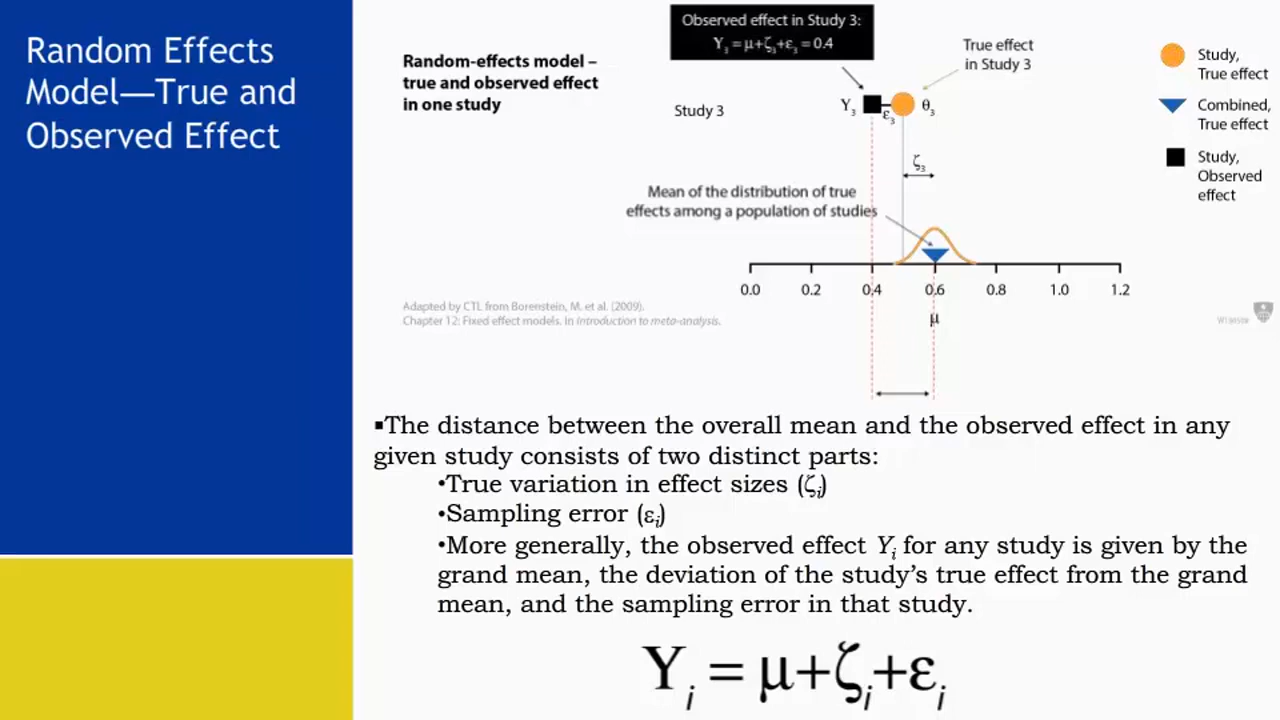 Random Effects
Model—True and
Observed Effect
Random-effects model –
true and observed effect
in one study
Observed effect in Study 3:
Y₃ = μ+ζ₃+ε₃ = 0.4
True effect
in Study 3
Study 3
Y₃
ε₃
θ₃
ζ₃
Mean of the distribution of true
effects among a population of studies
Study,
True effect
Combined,
True effect
Study,
Observed
effect
0.0 0.2 0.4 0.6 0.8 1.0 1.2
μ
Adapted by CTL from Borenstein, M. et al. (2009).
Chapter 12: Fixed effect models. In Introduction to meta-analysis.
▪The distance between the overall mean and the observed effect in any
given study consists of two distinct parts:
•True variation in effect sizes (ζᵢ)
•Sampling error (εᵢ)
•More generally, the observed effect Yᵢ for any study is given by the
grand mean, the deviation of the study’s true effect from the grand
mean, and the sampling error in that study.
Yᵢ = μ+ζᵢ+εᵢ